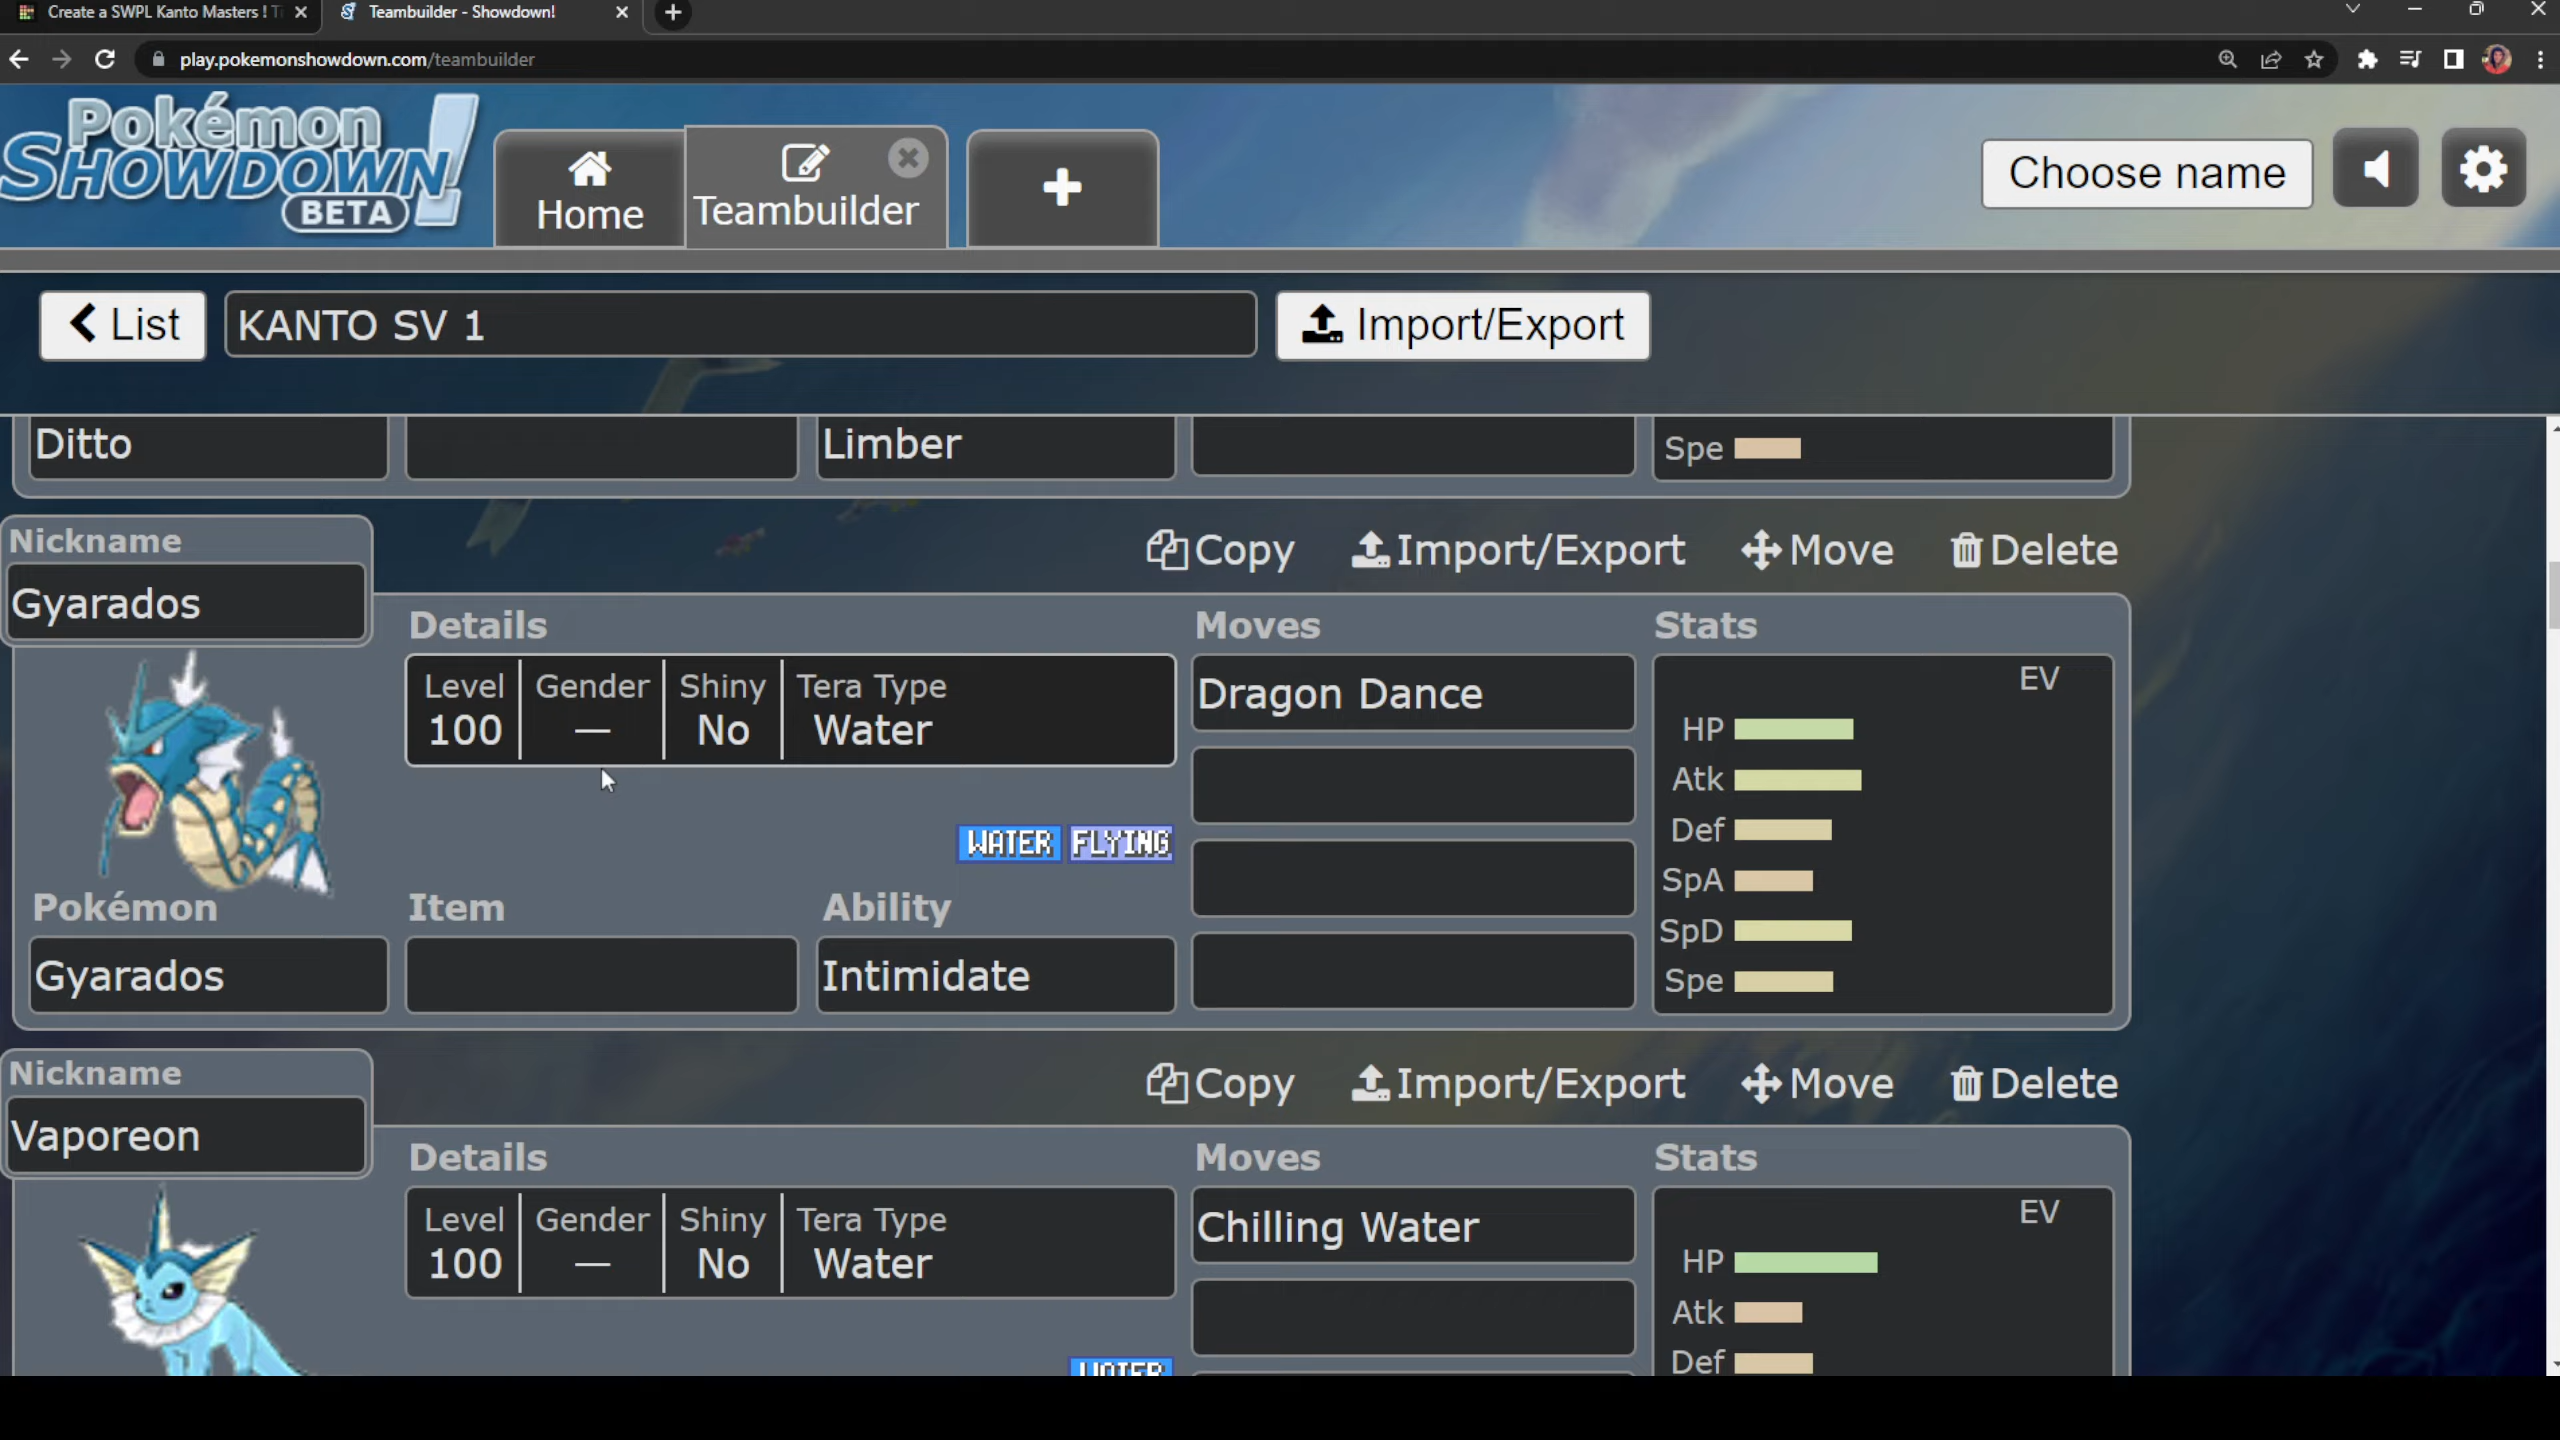 Create a SWPL Kanto Masters ! Ti
Teambuilder - Showdown!
play.pokemonshowdown.com/teambuilder
Pokémon
SHOWDOWN!
BETA
Home
Teambuilder
Choose name
List
KANTO SV 1
Import/Export
Ditto
Limber
Spe
Nickname
Copy Import/Export Move Delete
Gyarados
Details
Moves
Stats
Level Gender Shiny Tera Type
100 — No Water
Dragon Dance
EV
HP
Atk
Def
SpA
SpD
Spe
WATER FLYING
Pokémon
Item
Ability
Gyarados
Intimidate
Nickname
Copy Import/Export Move Delete
Vaporeon
Details
Moves
Stats
Level Gender Shiny Tera Type
100 — No Water
Chilling Water
EV
HP
Atk
Def
WATER